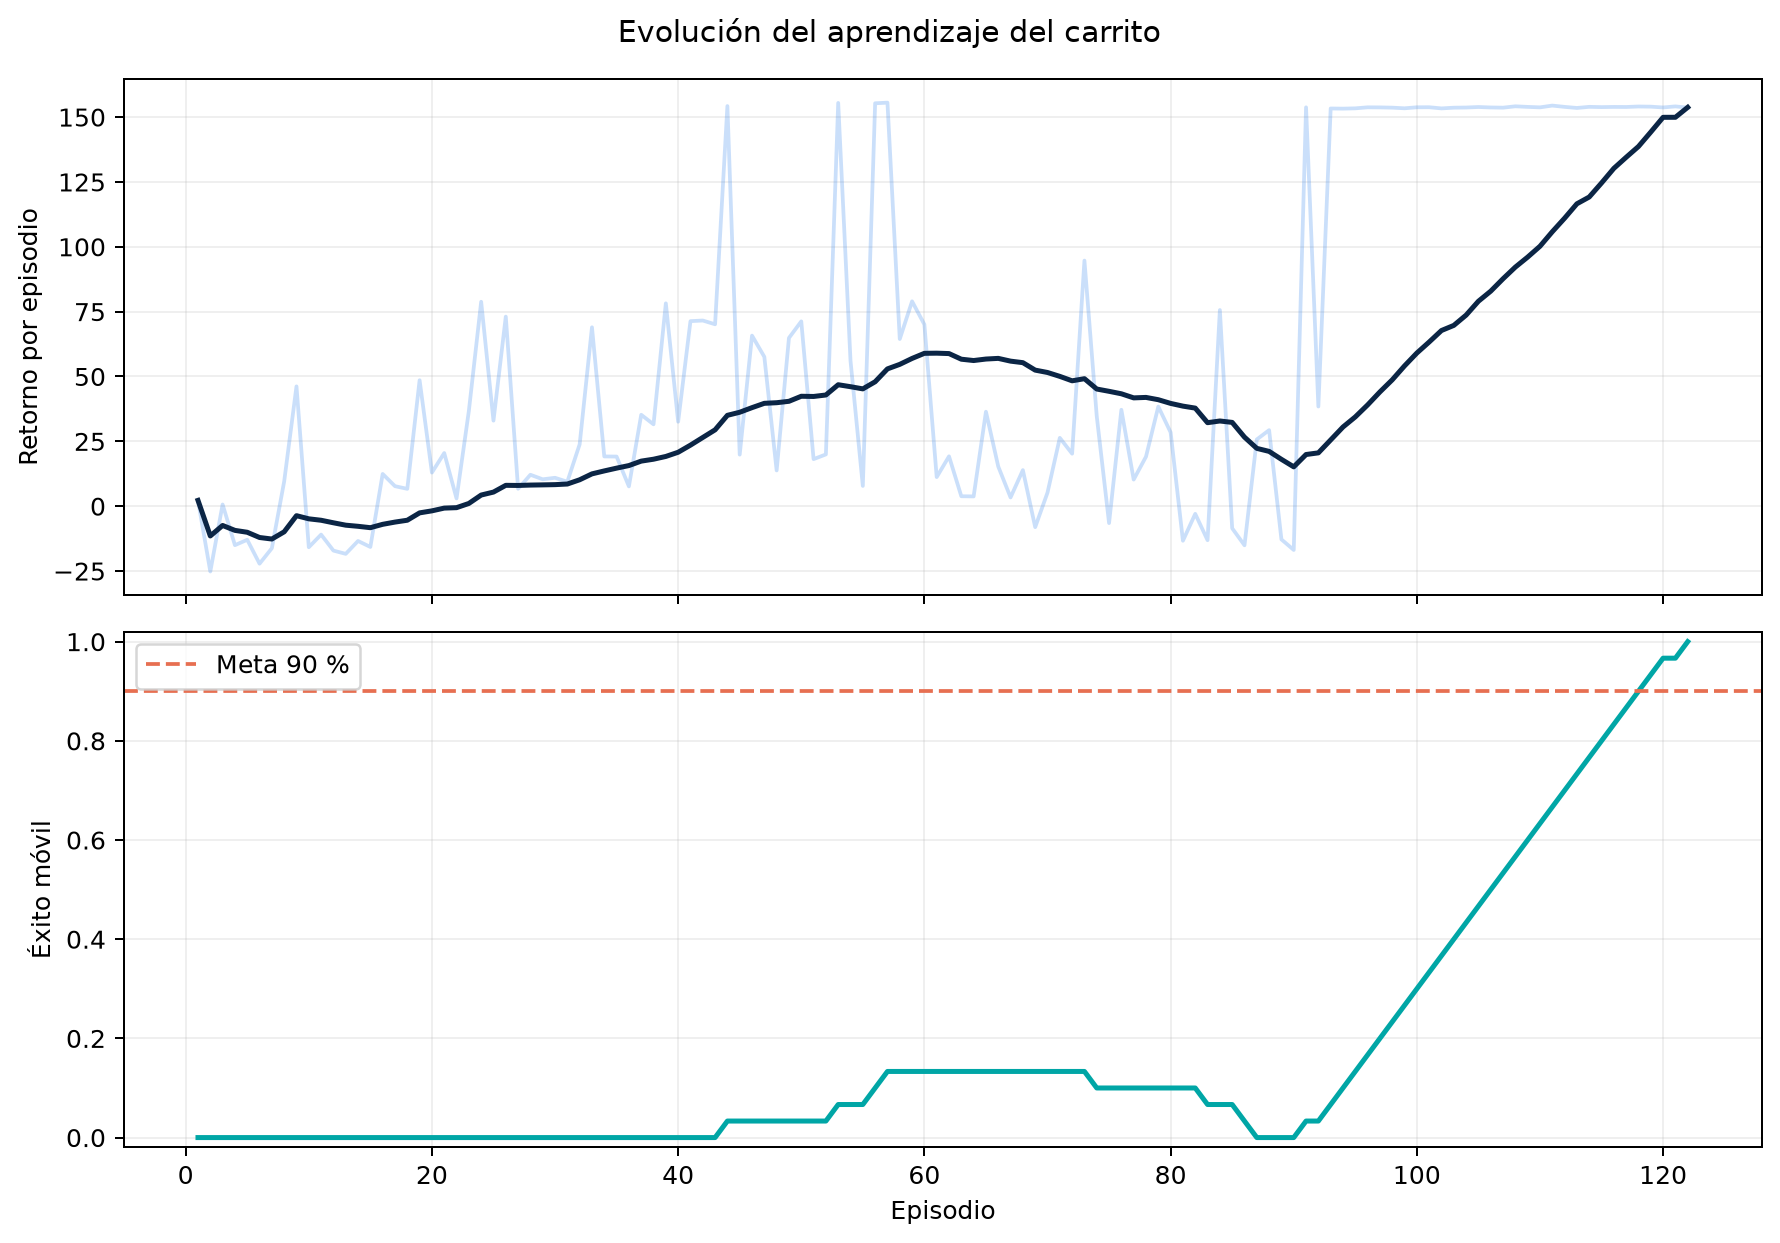 Evolución del aprendizaje del carrito
150
125
100
75
50
25
0
−25
Retorno por episodio
1.0
0.8
0.6
0.4
0.2
0.0
Éxito móvil
Meta 90 %
0 20 40 60 80 100 120
Episodio